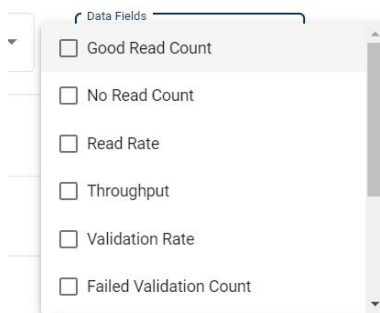 Data Fields
Good Read Count
No Read Count
Read Rate
Throughput
Validation Rate
Failed Validation Count